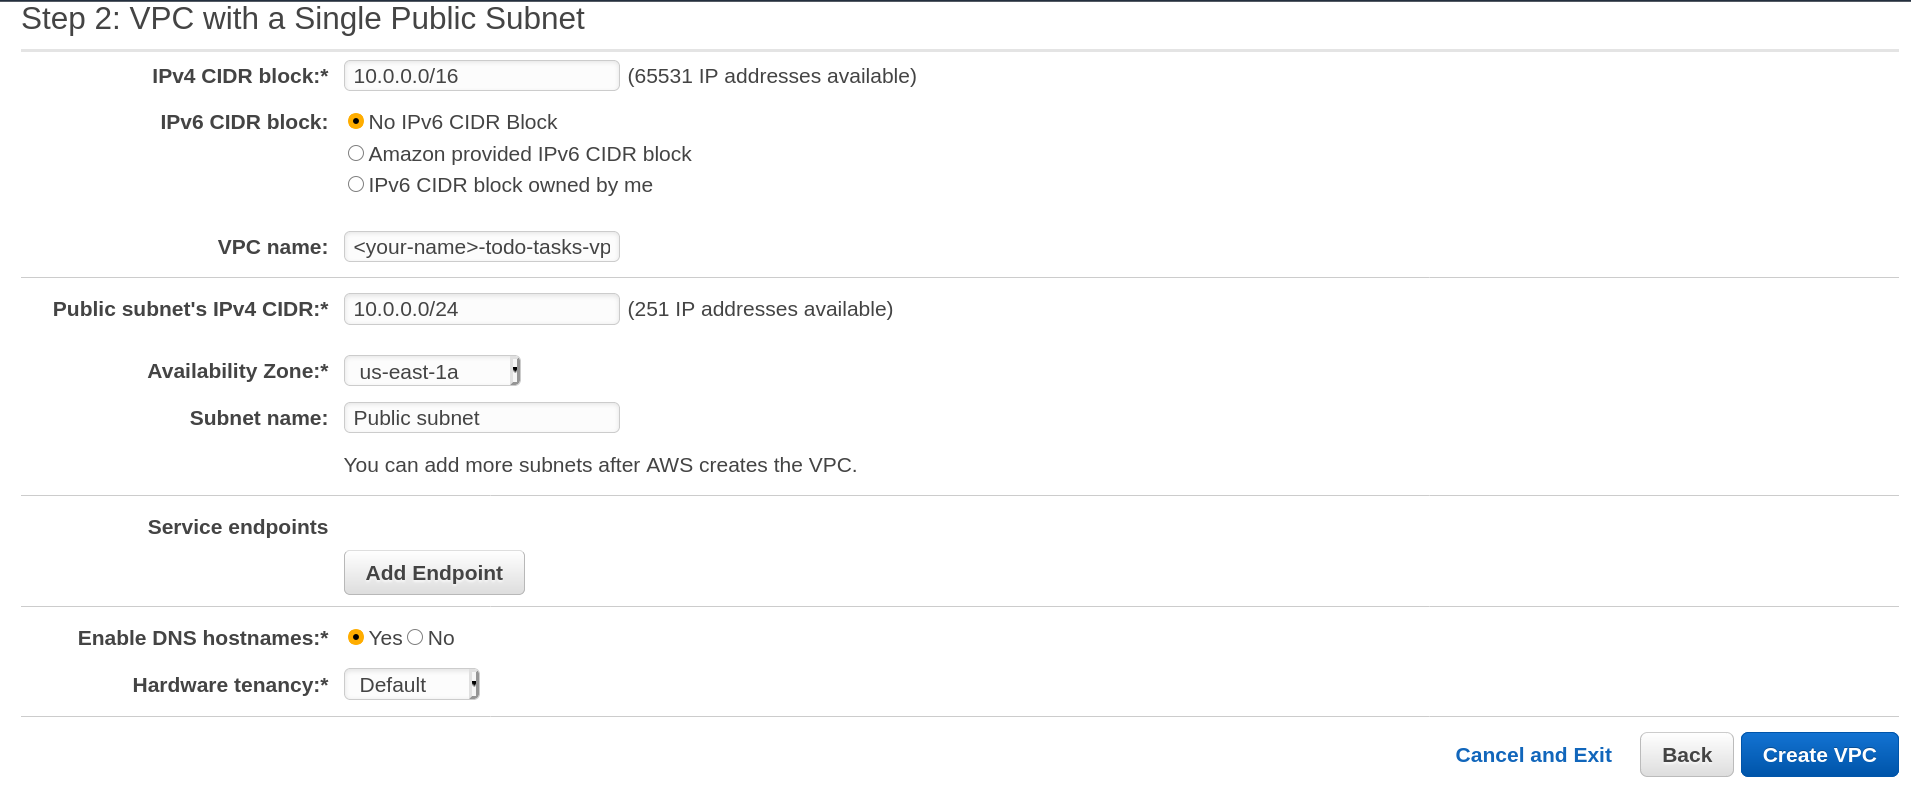 Step 2: VPC with a Single Public Subnet
IPv4 CIDR block:* 10.0.0.0/16 (65531 IP addresses available)
IPv6 CIDR block: No IPv6 CIDR Block
Amazon provided IPv6 CIDR block
IPv6 CIDR block owned by me
VPC name: <your-name>-todo-tasks-vp
Public subnet's IPv4 CIDR:* 10.0.0.0/24 (251 IP addresses available)
Availability Zone:* us-east-1a
Subnet name: Public subnet
You can add more subnets after AWS creates the VPC.
Service endpoints
Add Endpoint
Enable DNS hostnames:* Yes No
Hardware tenancy:* Default
Cancel and Exit Back Create VPC